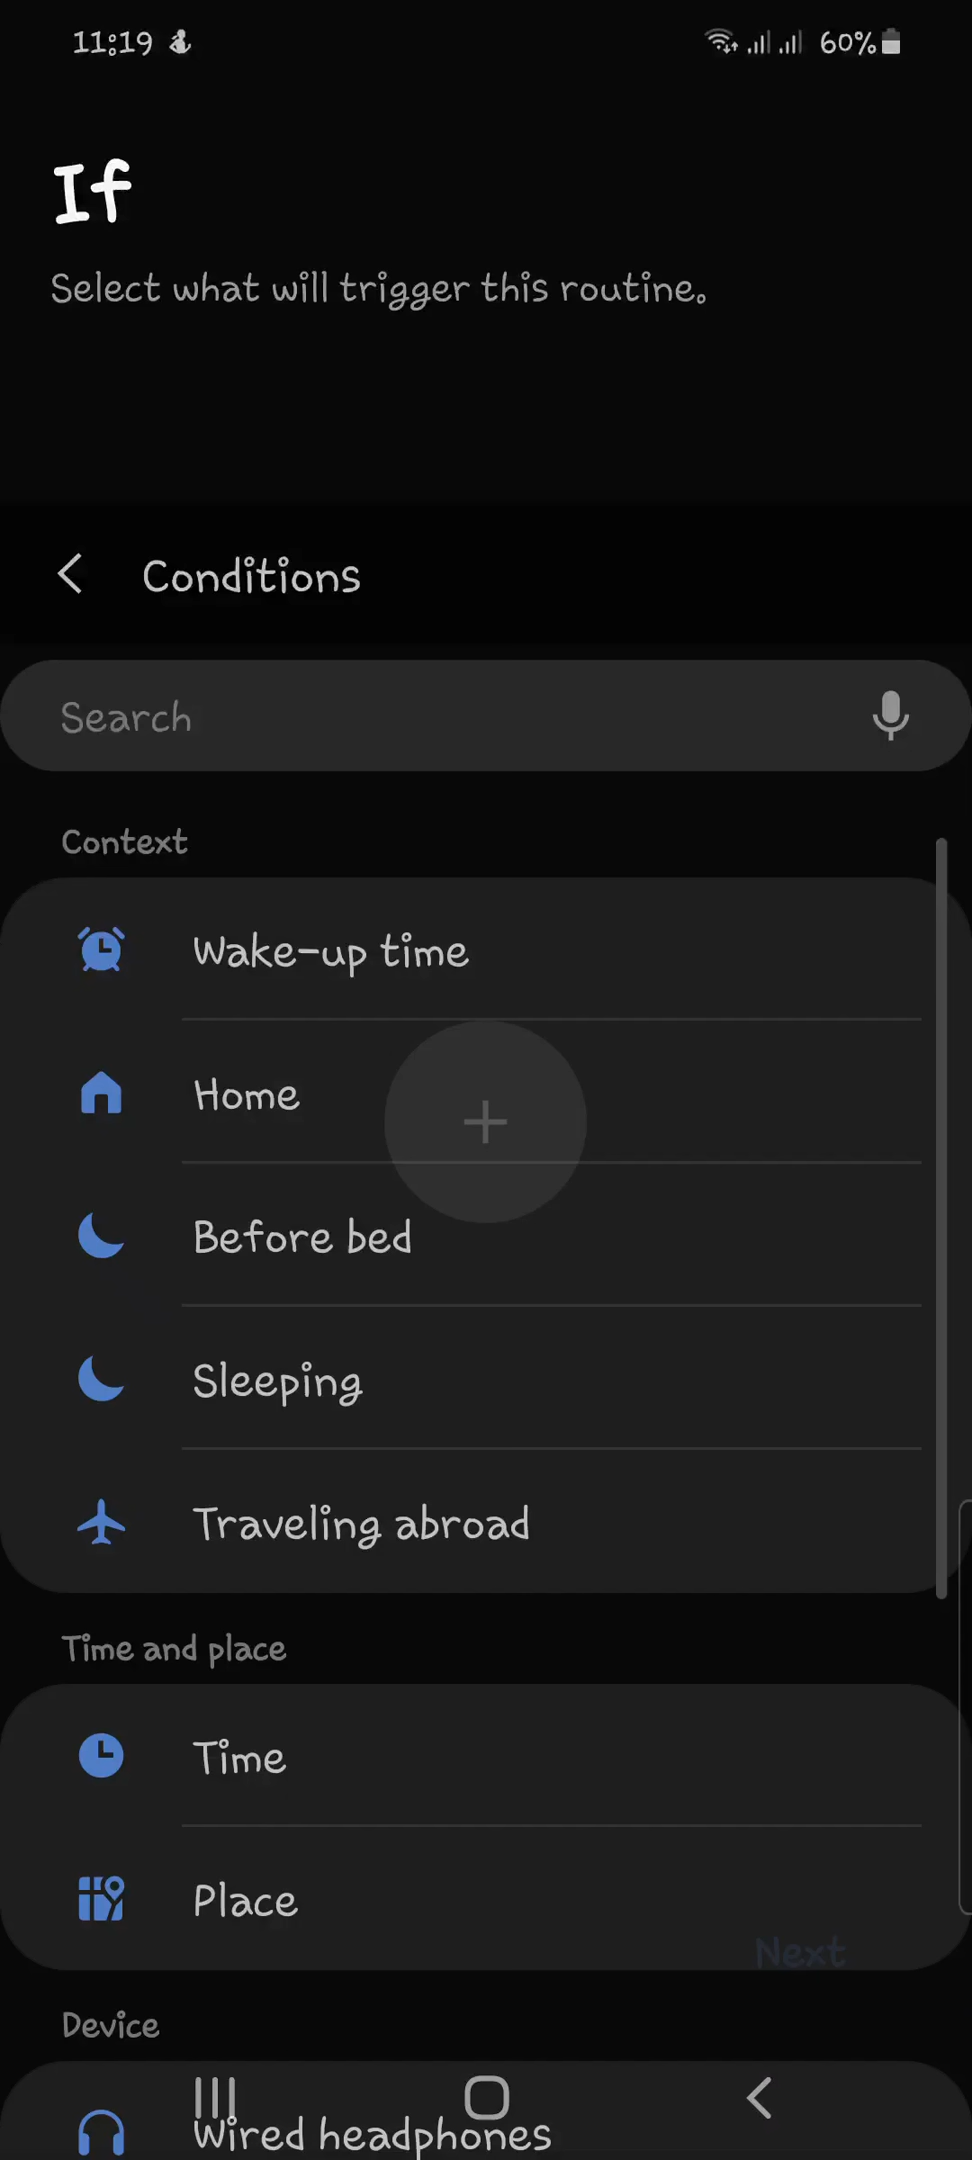 11:19 60%
If
Select what will trigger this routine.
Conditions
Search
Context
Wake-up time
Home
Before bed
Sleeping
Traveling abroad
Time and place
Time
Place
Next
Device
Wired headphones